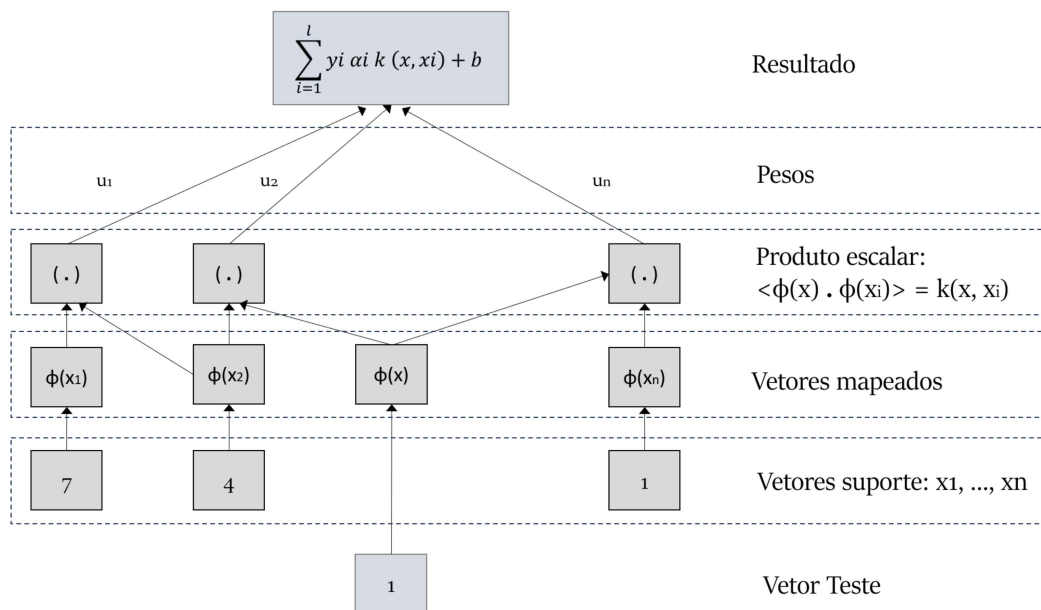 l
∑ yi αi k (x, xi) + b
i=1
Resultado
u₁ u₂ uₙ Pesos
( . ) ( . ) ( . )
Produto escalar:
<ϕ(x) . ϕ(xᵢ)> = k(x, xᵢ)
ϕ(x₁) ϕ(x₂) ϕ(x) ϕ(xₙ) Vetores mapeados
7 4 1 Vetores suporte: x1, ..., xn
1 Vetor Teste